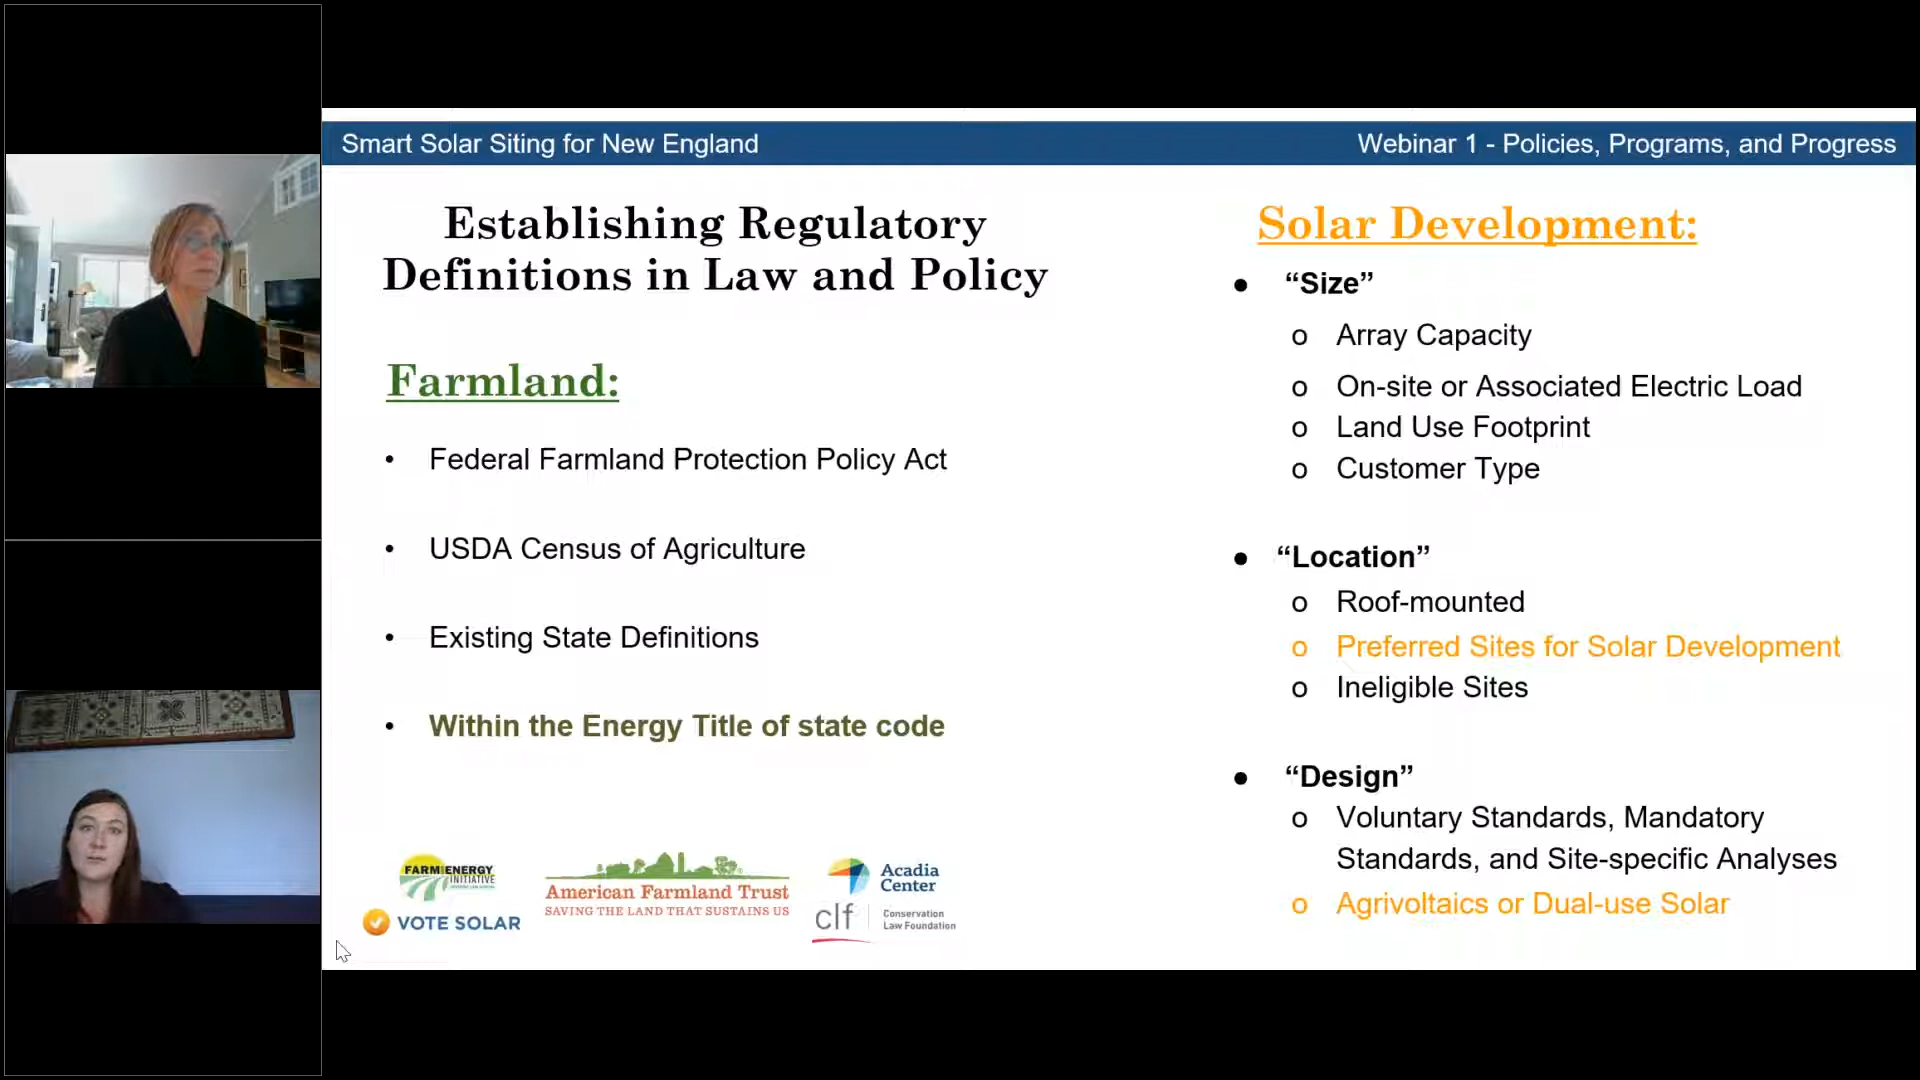 Smart Solar Siting for New England
Webinar 1 - Policies, Programs, and Progress
Establishing Regulatory
Definitions in Law and Policy
Farmland:
• Federal Farmland Protection Policy Act
• USDA Census of Agriculture
• Existing State Definitions
• Within the Energy Title of state code
Solar Development:
● “Size”
o Array Capacity
o On-site or Associated Electric Load
o Land Use Footprint
o Customer Type
● “Location”
o Roof-mounted
o Preferred Sites for Solar Development
o Ineligible Sites
● “Design”
o Voluntary Standards, Mandatory
Standards, and Site-specific Analyses
o Agrivoltaics or Dual-use Solar
FARM ENERGY
INITIATIVE
VOTE SOLAR
American Farmland Trust
SAVING THE LAND THAT SUSTAINS US
Acadia
Center
clf
Conservation
Law Foundation